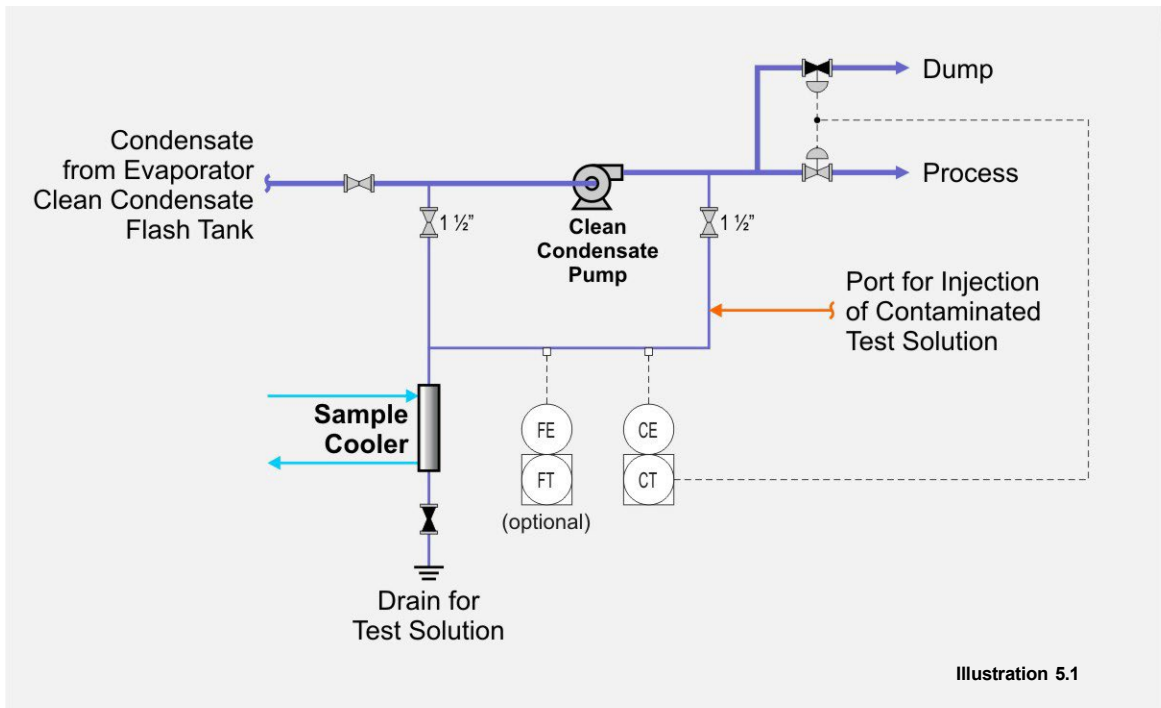 Dump
Condensate
from Evaporator
Clean Condensate
Flash Tank
Process
1 ½”
Clean
Condensate
Pump
1 ½”
Port for Injection
of Contaminated
Test Solution
Sample
Cooler
FE
CE
FT
CT
(optional)
Drain for
Test Solution
Illustration 5.1